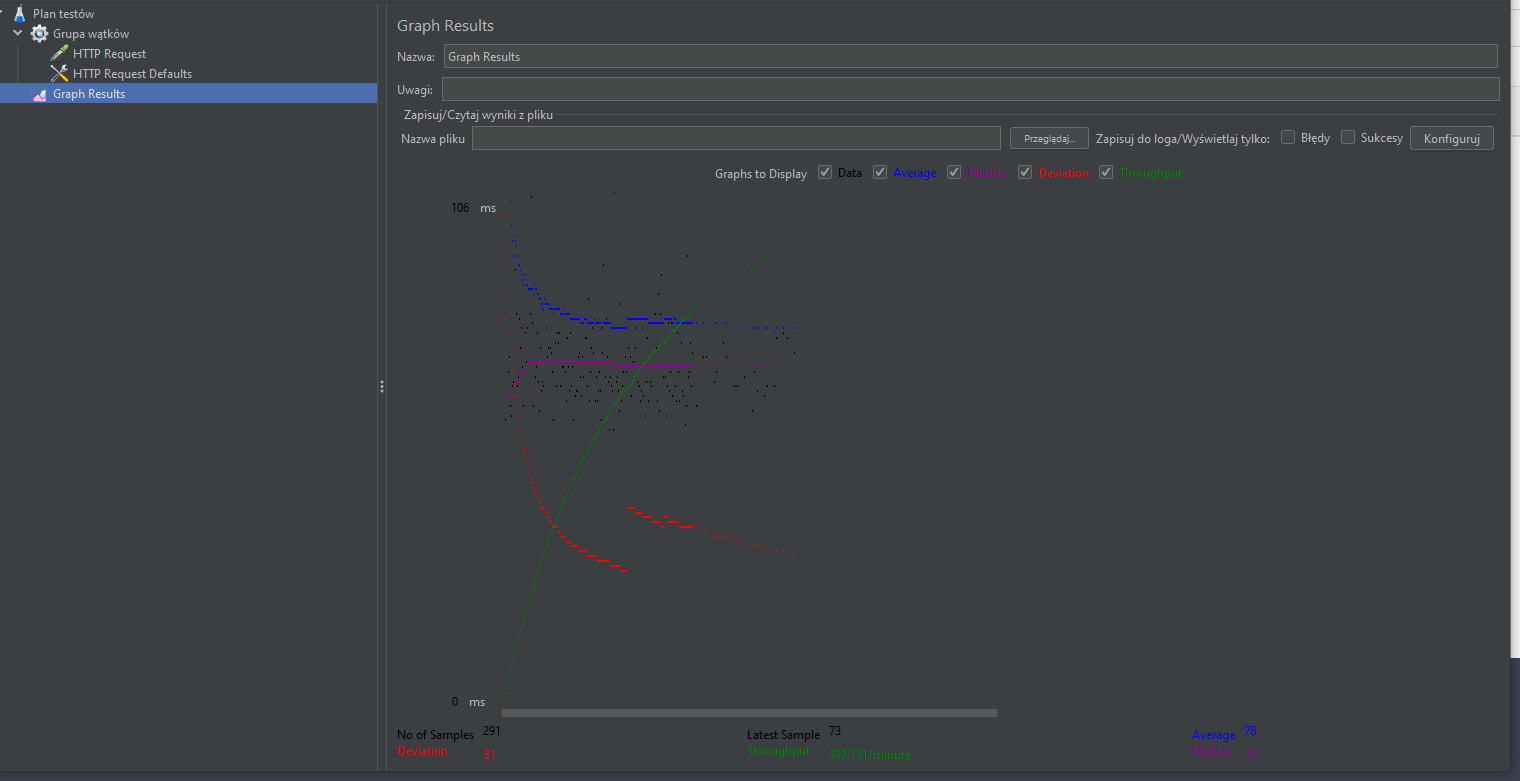 Plan testów
Grupa wątków
HTTP Request
HTTP Request Defaults
Graph Results
Graph Results
Nazwa: Graph Results
Uwagi:
Zapisuj/Czytaj wyniki z pliku
Nazwa pliku Przeglądaj... Zapisuj do loga/Wyświetlaj tylko: Błędy Sukcesy Konfiguruj
Graphs to Display Data Average Median Deviation Throughput
106 ms
0 ms
No of Samples 291 Latest Sample 73 Average 78
Deviation 31 Throughput 397,731/minute Median